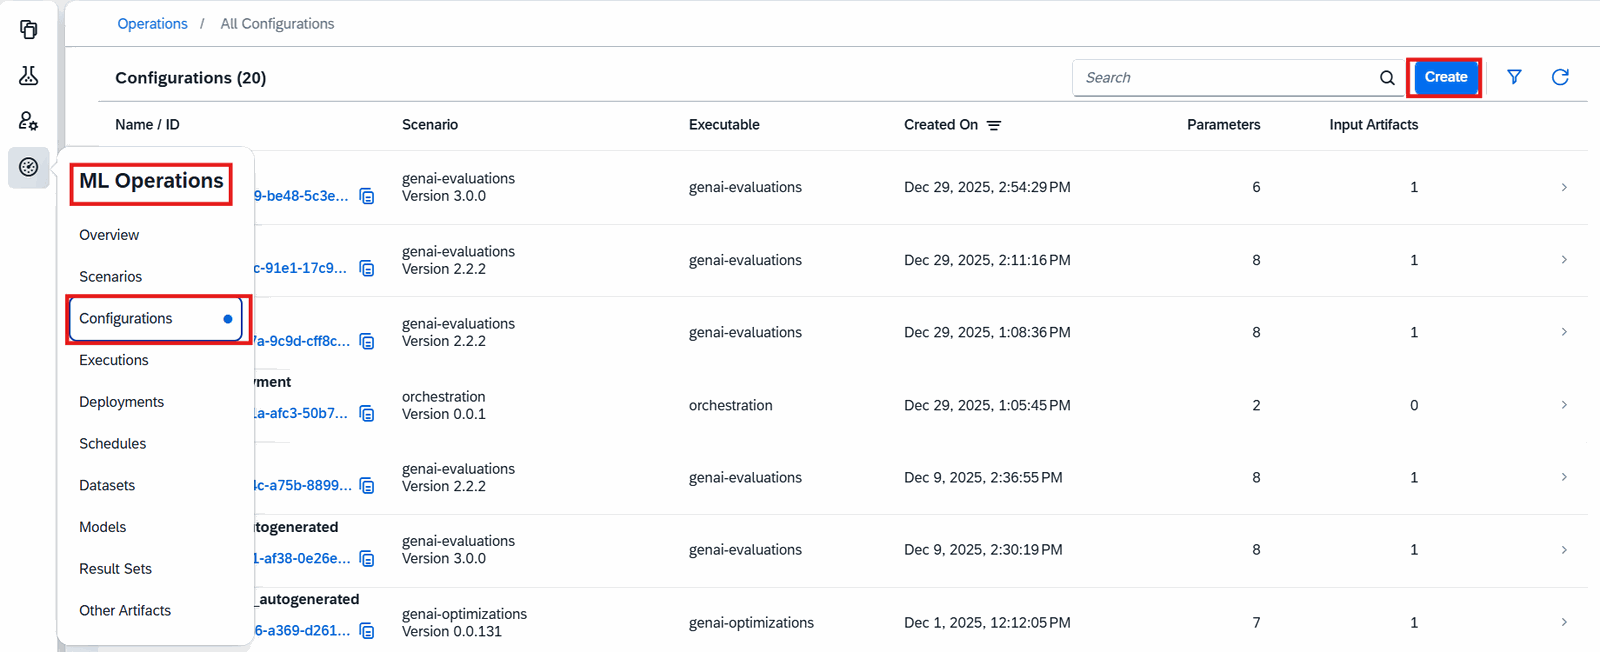 Operations / All Configurations
Configurations (20)
Search
Create
Name / ID Scenario Executable Created On Parameters Input Artifacts
ML Operations
Overview
Scenarios
Configurations
Executions
Deployments
Schedules
Datasets
Models
Result Sets
Other Artifacts
9-be48-5c3e... genai-evaluations
Version 3.0.0 genai-evaluations Dec 29, 2025, 2:54:29 PM 6 1
c-91e1-17c9... genai-evaluations
Version 2.2.2 genai-evaluations Dec 29, 2025, 2:11:16 PM 8 1
7a-9c9d-cff8c... genai-evaluations
Version 2.2.2 genai-evaluations Dec 29, 2025, 1:08:36 PM 8 1
yment
1a-afc3-50b7... orchestration
Version 0.0.1 orchestration Dec 29, 2025, 1:05:45 PM 2 0
4c-a75b-8899... genai-evaluations
Version 2.2.2 genai-evaluations Dec 9, 2025, 2:36:55 PM 8 1
utogenerated
1-af38-0e26e... genai-evaluations
Version 3.0.0 genai-evaluations Dec 9, 2025, 2:30:19 PM 8 1
_autogenerated
6-a369-d261... genai-optimizations
Version 0.0.131 genai-optimizations Dec 1, 2025, 12:12:05 PM 7 1